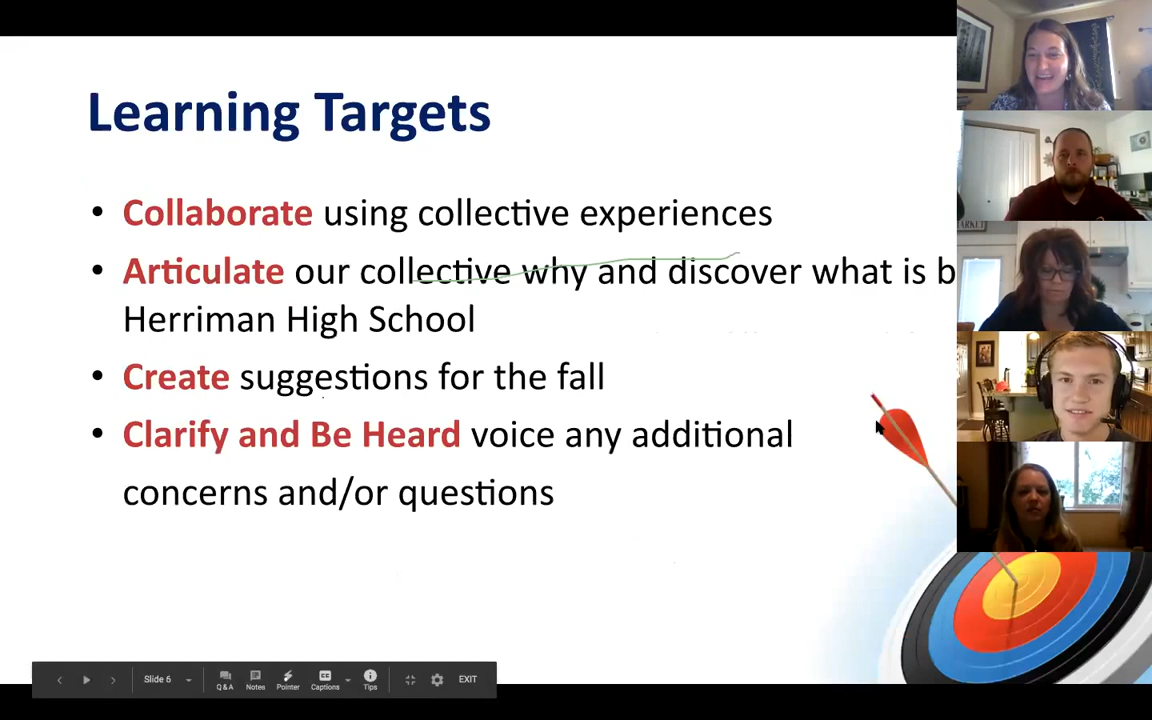 Learning Targets
• Collaborate using collective experiences
• Articulate our collective why and discover what is b
Herriman High School
• Create suggestions for the fall
• Clarify and Be Heard voice any additional
concerns and/or questions
Slide 6
Q&A
Notes
Pointer
Captions
Tips
EXIT